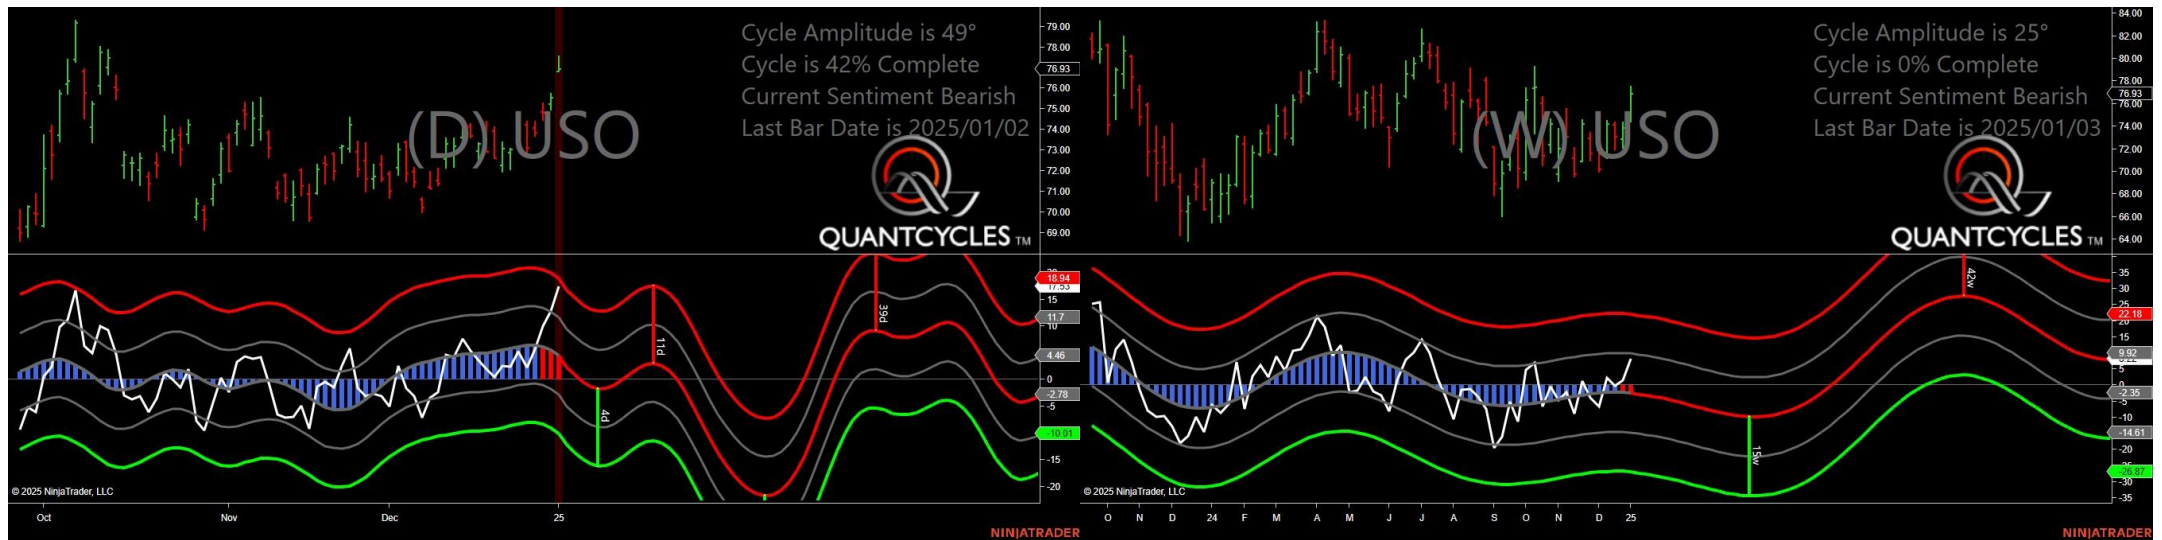 Cycle Amplitude is 49°
Cycle is 42% Complete
Current Sentiment Bearish
Last Bar Date is 2025/01/02
(D) USO
QUANTCYCLES TM
79.00
78.00
76.93
76.00
75.00
74.00
73.00
72.00
71.00
70.00
69.00
18.94
17.53
15
11.7
10
4.46
0
-2.78
-5
-10.01
-15
-20
11d
39d
4d
© 2025 NinjaTrader, LLC
Oct
Nov
Dec
25
NINJATRADER
Cycle Amplitude is 25°
Cycle is 0% Complete
Current Sentiment Bearish
Last Bar Date is 2025/01/03
(W) USO
QUANTCYCLES TM
84.00
82.00
80.00
78.00
76.93
76.00
74.00
72.00
70.00
68.00
66.00
64.00
35
30
22.18
20
15
9.92
5
0
-2.35
-5
-10
-14.61
-20
-26.87
-30
-35
42w
15w
© 2025 NinjaTrader, LLC
O N D 24 F M A M J J A S O N D 25
NINJATRADER